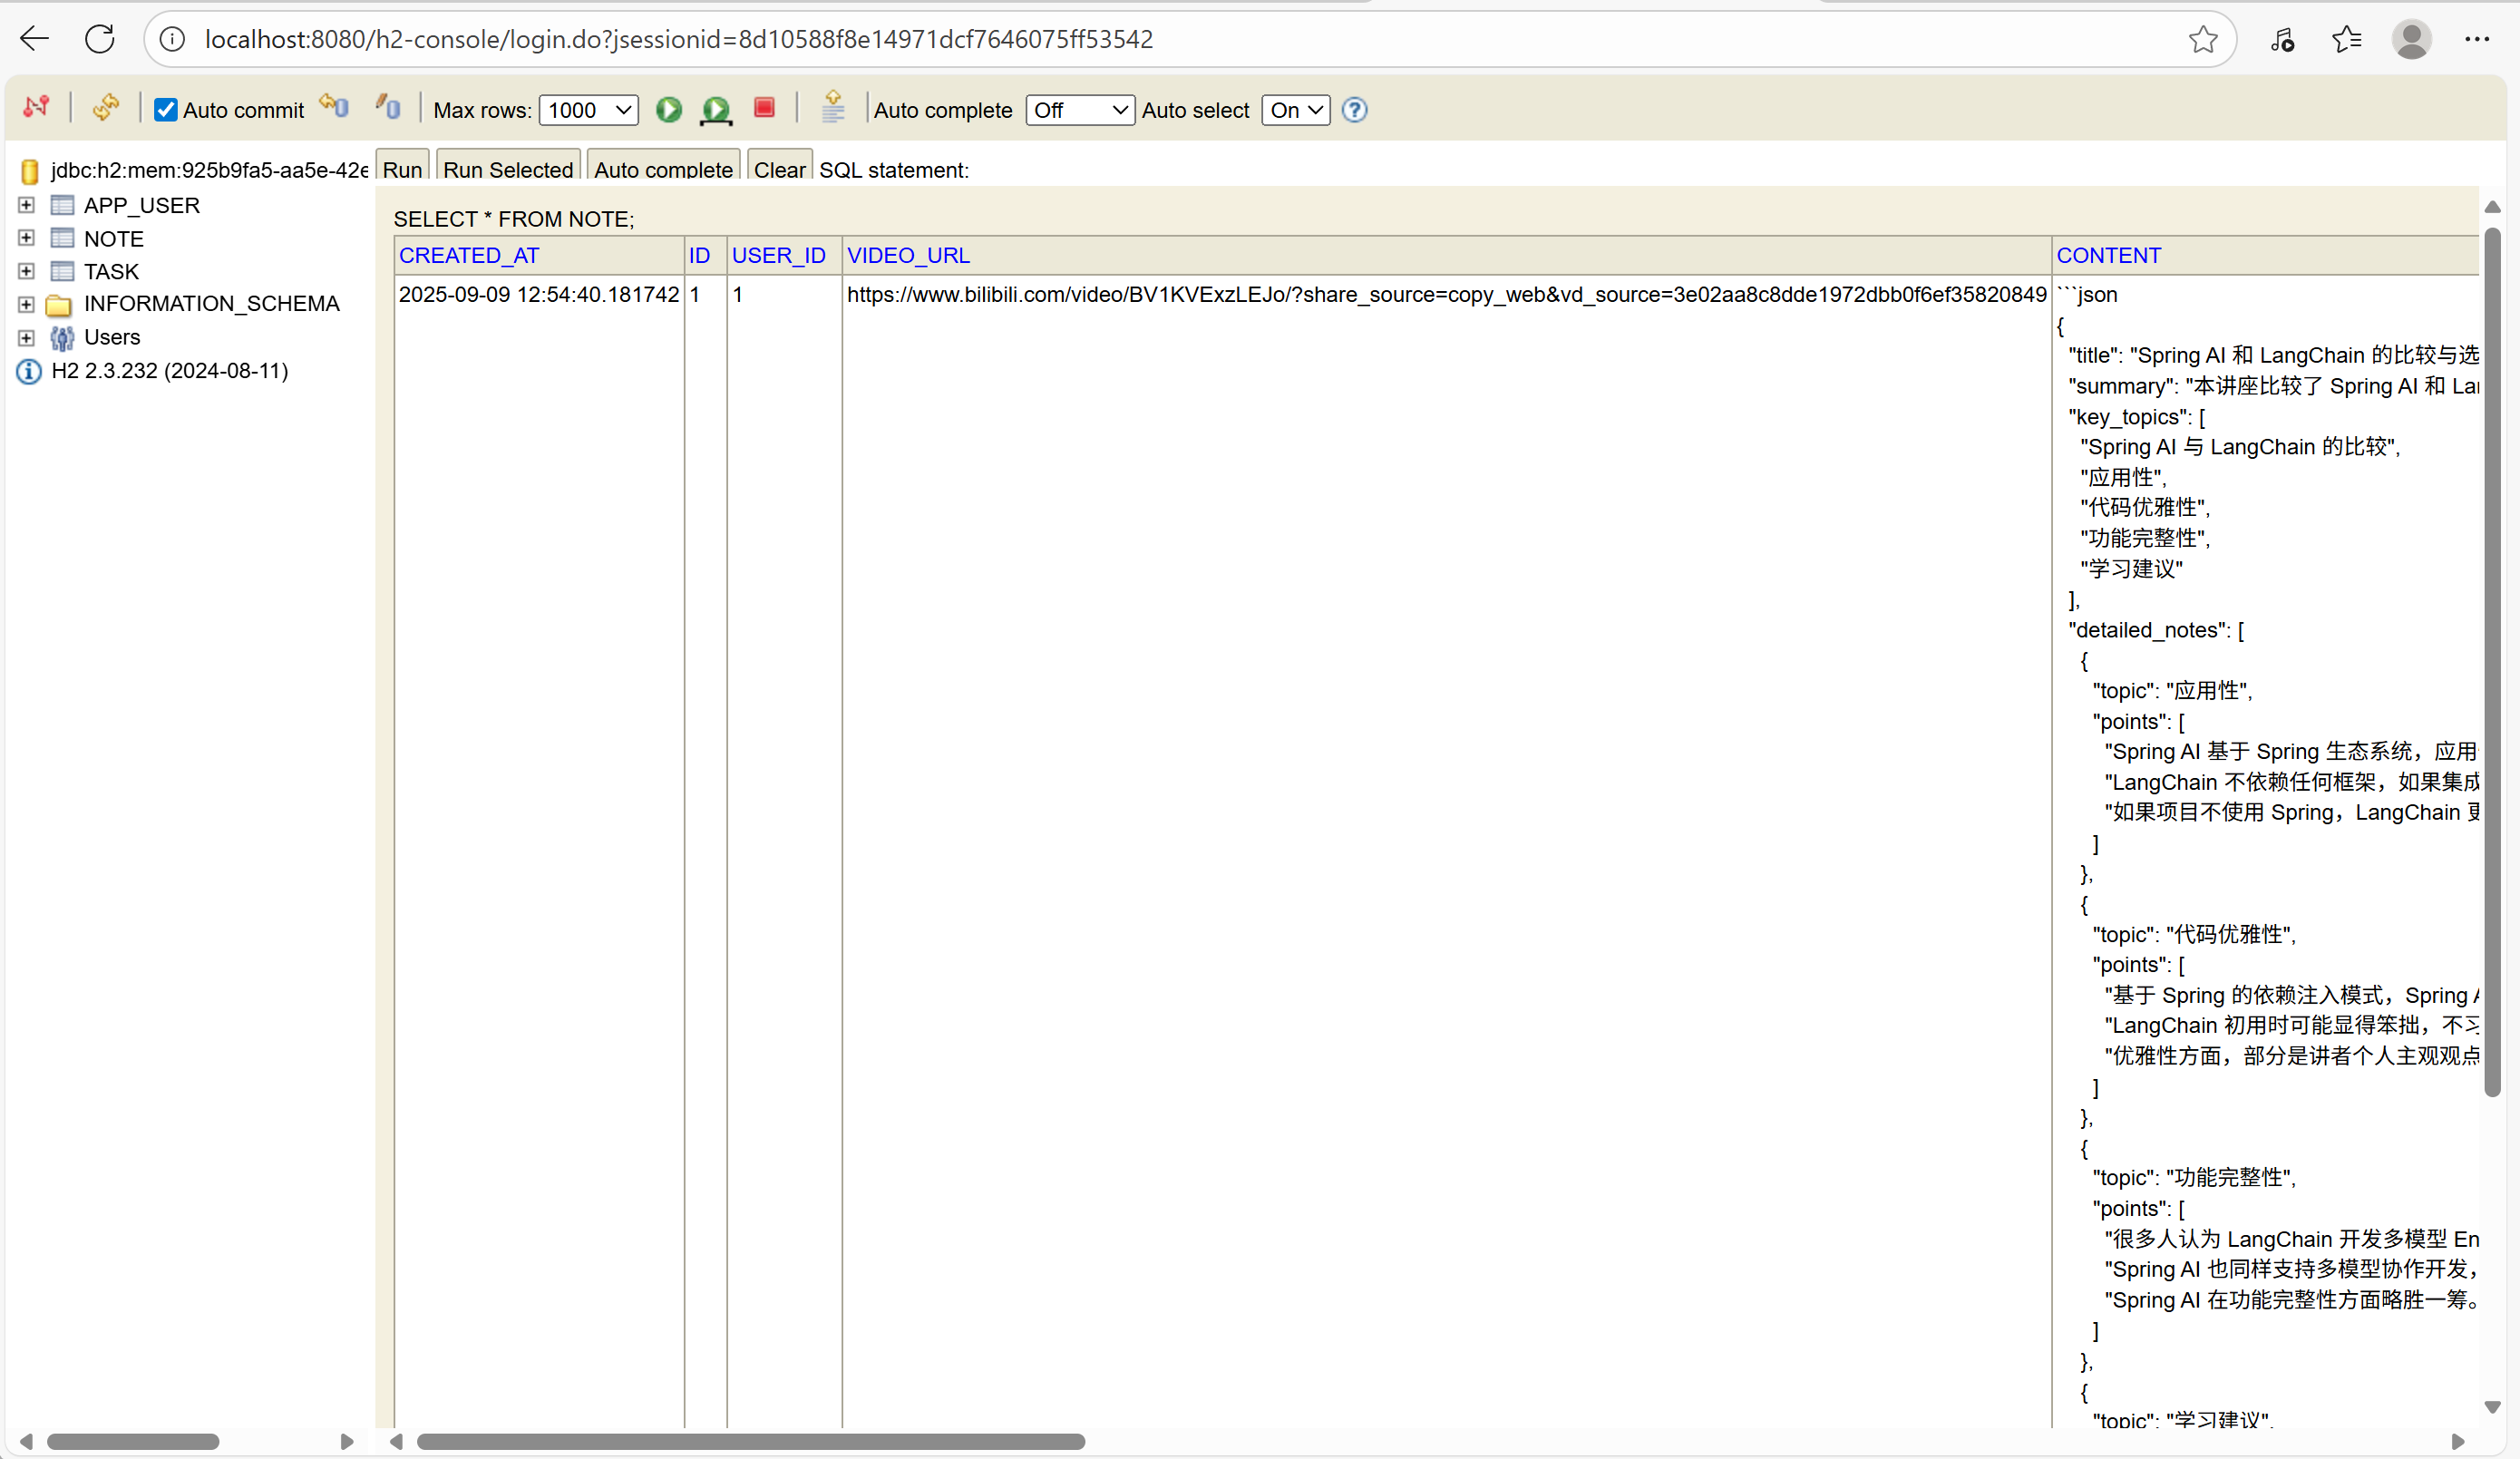 localhost:8080/h2-console/login.do?jsessionid=8d10588f8e14971dcf7646075ff53542
Auto commit Max rows: 1000 Auto complete Off Auto select On
jdbc:h2:mem:925b9fa5-aa5e-42e
APP_USER
NOTE
TASK
INFORMATION_SCHEMA
Users
H2 2.3.232 (2024-08-11)
Run Run Selected Auto complete Clear SQL statement:
SELECT * FROM NOTE;
CREATED_AT ID USER_ID VIDEO_URL CONTENT
2025-09-09 12:54:40.181742 1 1 https://www.bilibili.com/video/BV1KVExzLEJo/?share_source=copy_web&vd_source=3e02aa8c8dde1972dbb0f6ef35820849 ```json
{
"title": "Spring AI 和 LangChain 的比较与选
"summary": "本讲座比较了 Spring AI 和 Lan
"key_topics": [
"Spring AI 与 LangChain 的比较",
"应用性",
"代码优雅性",
"功能完整性",
"学习建议"
],
"detailed_notes": [
{
"topic": "应用性",
"points": [
"Spring AI 基于 Spring 生态系统，应用
"LangChain 不依赖任何框架，如果集成
"如果项目不使用 Spring，LangChain 更
]
},
{
"topic": "代码优雅性",
"points": [
"基于 Spring 的依赖注入模式，Spring A
"LangChain 初用时可能显得笨拙，不习
"优雅性方面，部分是讲者个人主观观点
]
},
{
"topic": "功能完整性",
"points": [
"很多人认为 LangChain 开发多模型 En
"Spring AI 也同样支持多模型协作开发，
"Spring AI 在功能完整性方面略胜一筹。
]
},
{
"topic": "学习建议",